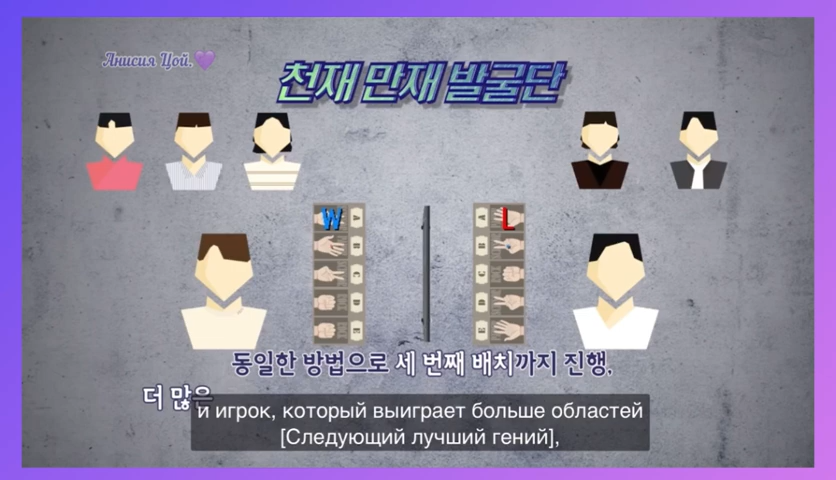 Анисия Цой.💜
천재 만재 발굴단
W A
B
C
D
E
A L
B
C
D
E
동일한 방법으로 세 번째 배치까지 진행,
더 많은
и игрок, который выиграет больше областей
[Следующий лучший гений],